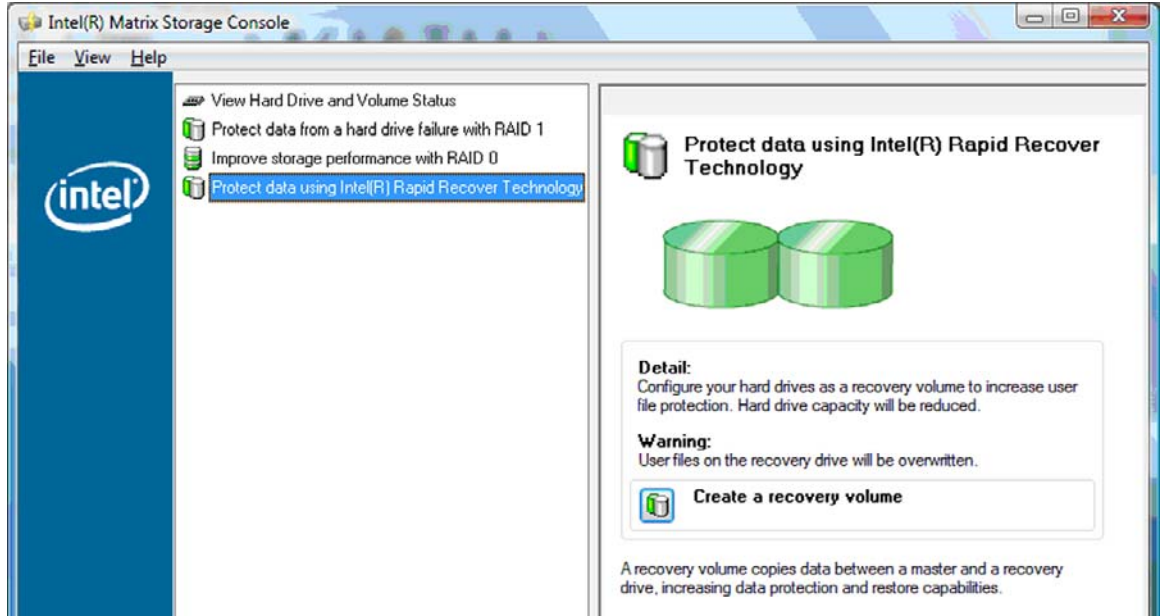 Intel(R) Matrix Storage Console
File View Help
intel
View Hard Drive and Volume Status
Protect data from a hard drive failure with RAID 1
Improve storage performance with RAID 0
Protect data using Intel(R) Rapid Recover Technology
Protect data using Intel(R) Rapid Recover
Technology
Detail:
Configure your hard drives as a recovery volume to increase user
file protection. Hard drive capacity will be reduced.
Warning:
User files on the recovery drive will be overwritten.
Create a recovery volume
A recovery volume copies data between a master and a recovery
drive, increasing data protection and restore capabilities.